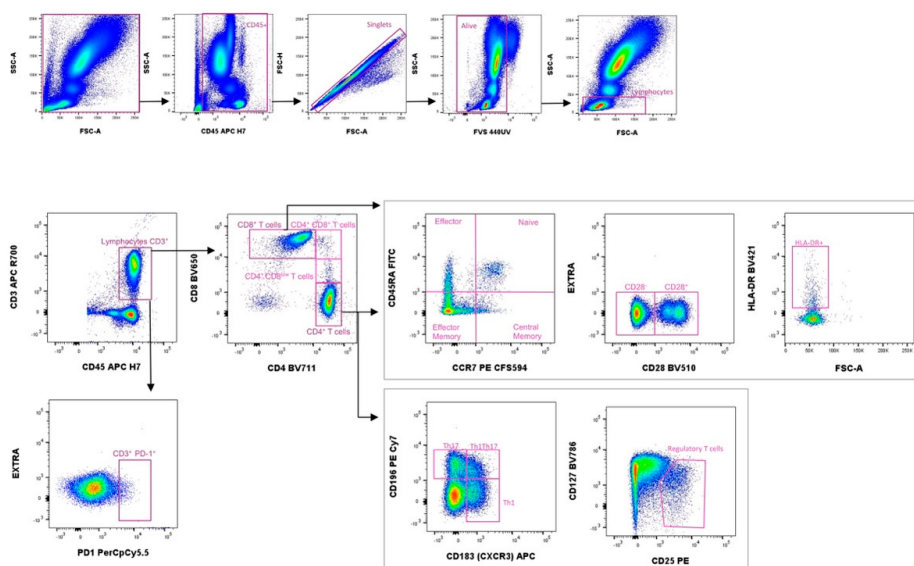 SSC-A
FSC-A
SSC-A
CD45+
CD45 APC H7
FSC-H
Singlets
FSC-A
SSC-A
Alive
FVS 440UV
SSC-A
Lymphocytes
FSC-A
CD3 APC R700
Lymphocytes CD3⁺
CD45 APC H7
CD8 BV650
CD8⁺ T cells
CD4⁺ CD8⁺ T cells
CD4⁺ CD8ˡᵒʷ T cells
CD4⁺ T cells
CD4 BV711
CD45RA FITC
Effector
Naive
Effector
Memory
Central
Memory
CCR7 PE CFS594
EXTRA
CD28⁻
CD28⁺
CD28 BV510
HLA-DR BV421
HLA-DR+
FSC-A
EXTRA
CD3⁺ PD-1⁺
PD1 PerCpCy5.5
CD196 PE Cy7
Th17
Th1Th17
Th1
CD183 (CXCR3) APC
CD127 BV786
Regulatory T cells
CD25 PE